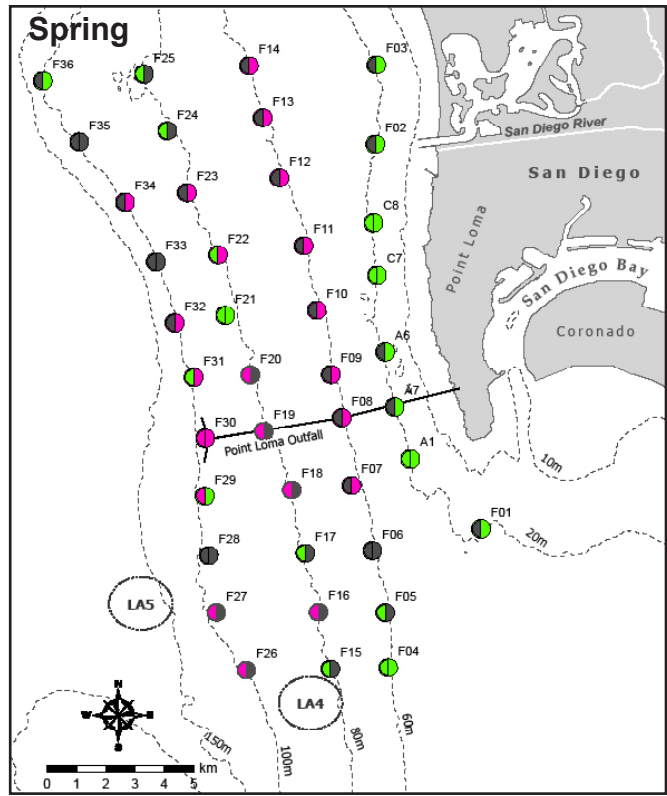 Spring
F36
F25
F14
F03
F35
F24
F13
F02
San Diego River
San Diego
F34
F23
F12
C8
Point Loma
F33
F22
F11
C7
San Diego Bay
F32
F21
F10
A6
Coronado
F31
F20
F09
A7
F30
F19
F08
Point Loma Outfall
A1
10m
F29
F18
F07
F01
20m
F28
F17
F06
LA5
F27
F16
F05
F26
F15
F04
LA4
N
W
E
S
150m
100m
80m
60m
km
0 1 2 3 4 5